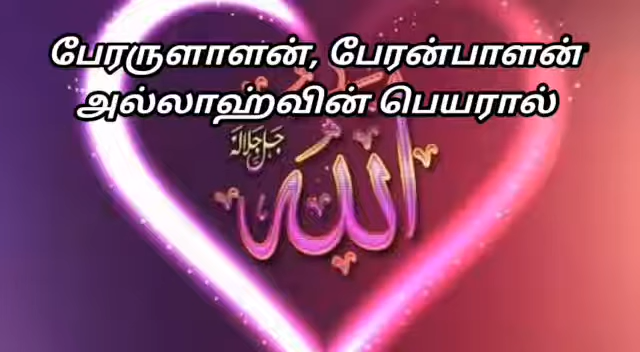 பேரருளாளன், பேரன்பாளன்
அல்லாஹ்வின் பெயரால்
الله
جل جلاله